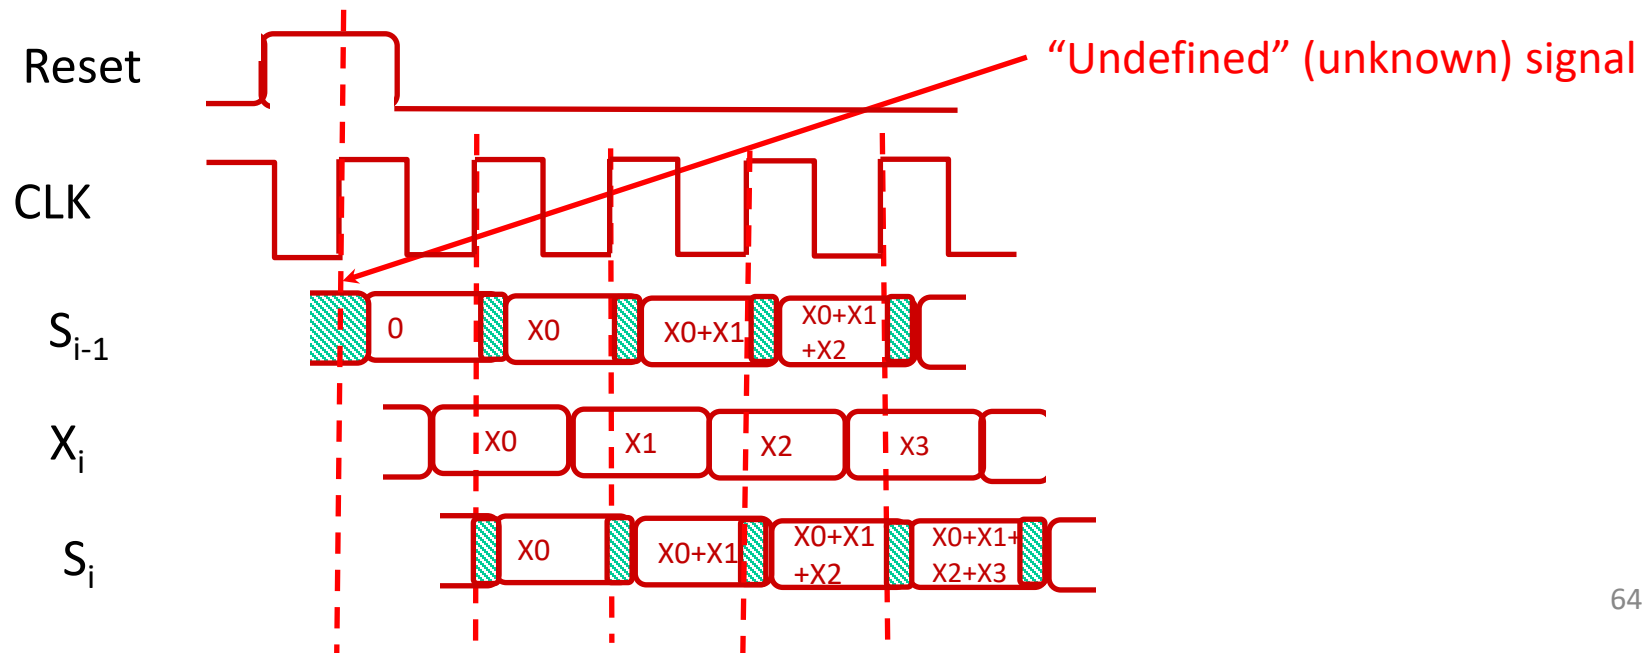 Reset
“Undefined” (unknown) signal
CLK
Si-1
0
X0
X0+X1
X0+X1
+X2
Xi
X0
X1
X2
X3
Si
X0
X0+X1
X0+X1
+X2
X0+X1+
X2+X3
64